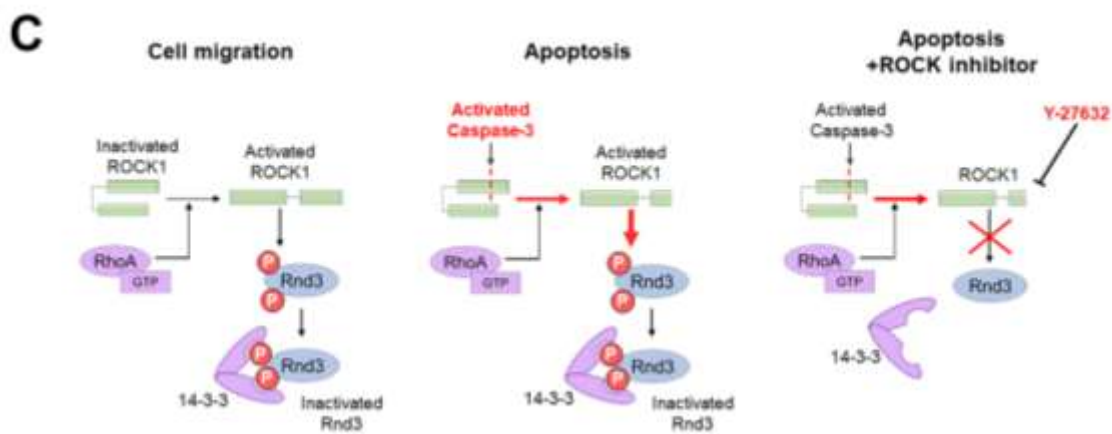 C
Cell migration
Inactivated
ROCK1
Activated
ROCK1
RhoA
GTP
P
Rnd3
P
P
Rnd3
P
14-3-3
Inactivated
Rnd3
Apoptosis
Activated
Caspase-3
Activated
ROCK1
RhoA
GTP
P
Rnd3
P
P
Rnd3
P
14-3-3
Inactivated
Rnd3
Apoptosis
+ROCK inhibitor
Activated
Caspase-3
Y-27632
ROCK1
RhoA
GTP
Rnd3
14-3-3